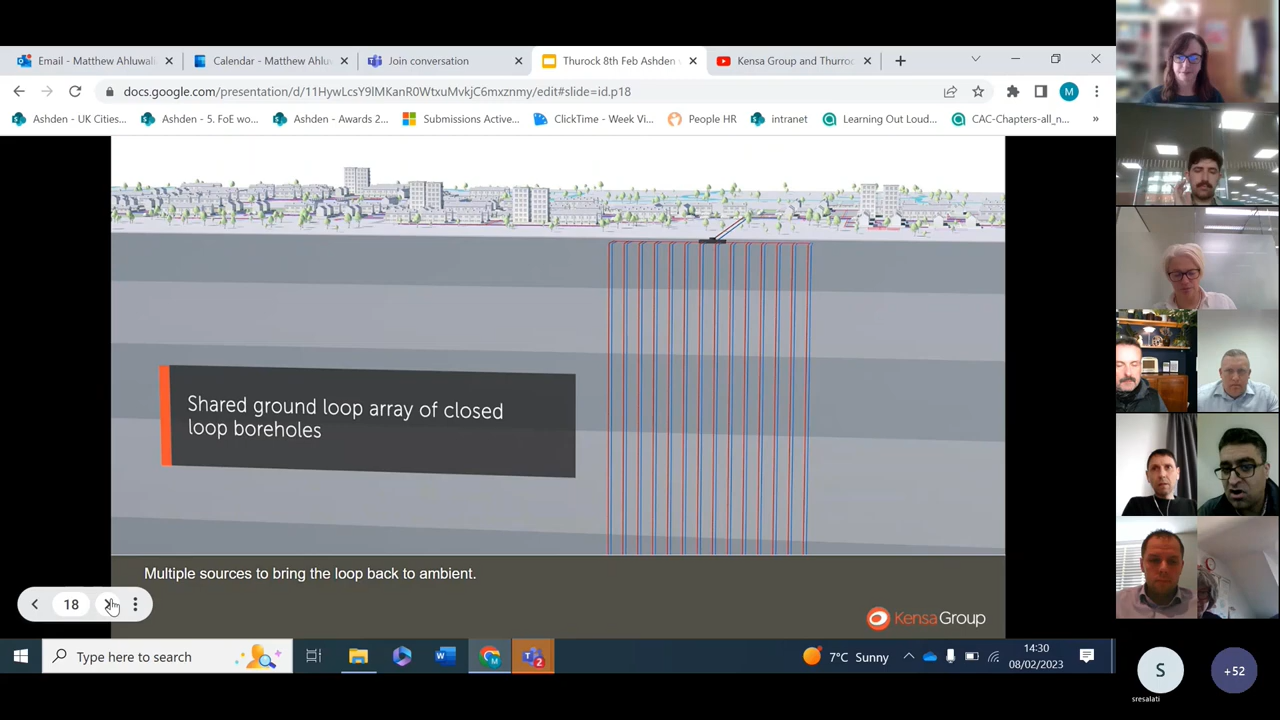 Email - Matthew Ahluwal
Calendar - Matthew Ahlu
Join conversation
Thurock 8th Feb Ashden
Kensa Group and Thurro
docs.google.com/presentation/d/11HywLcsY9lMKanR0WtxuMvkjC6mxznmy/edit#slide=id.p18
M
Ashden - UK Cities...
Ashden - 5. FoE wo...
Ashden - Awards 2...
Submissions Active...
ClickTime - Week Vi...
People HR
intranet
Learning Out Loud...
CAC-Chapters-all_n...
»
Shared ground loop array of closed
loop boreholes
Multiple sources to bring the loop back to ambient.
18
KensaGroup
Type here to search
2
7°C Sunny
14:30
08/02/2023
S
sresalati
+52